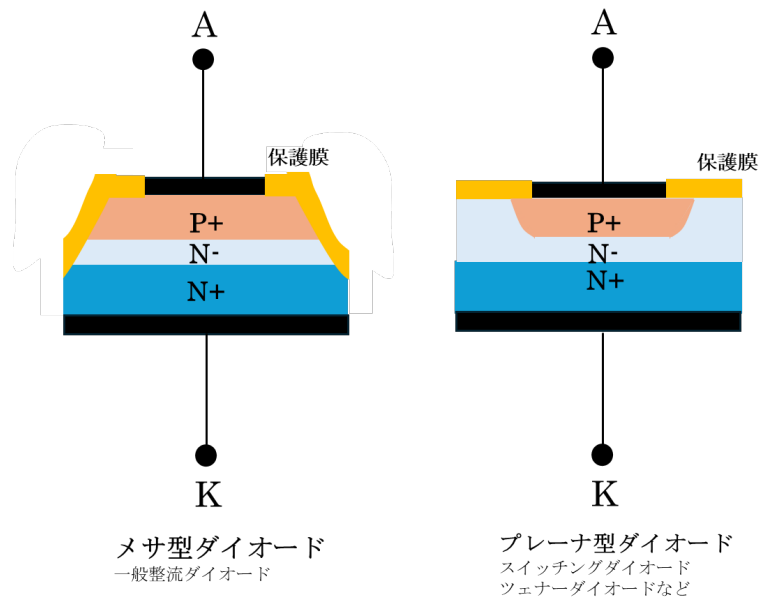 A
保護膜
P+
N-
N+
K
メサ型ダイオード
一般整流ダイオード
A
保護膜
P+
N-
N+
K
プレーナ型ダイオード
スイッチングダイオード
ツェナーダイオードなど